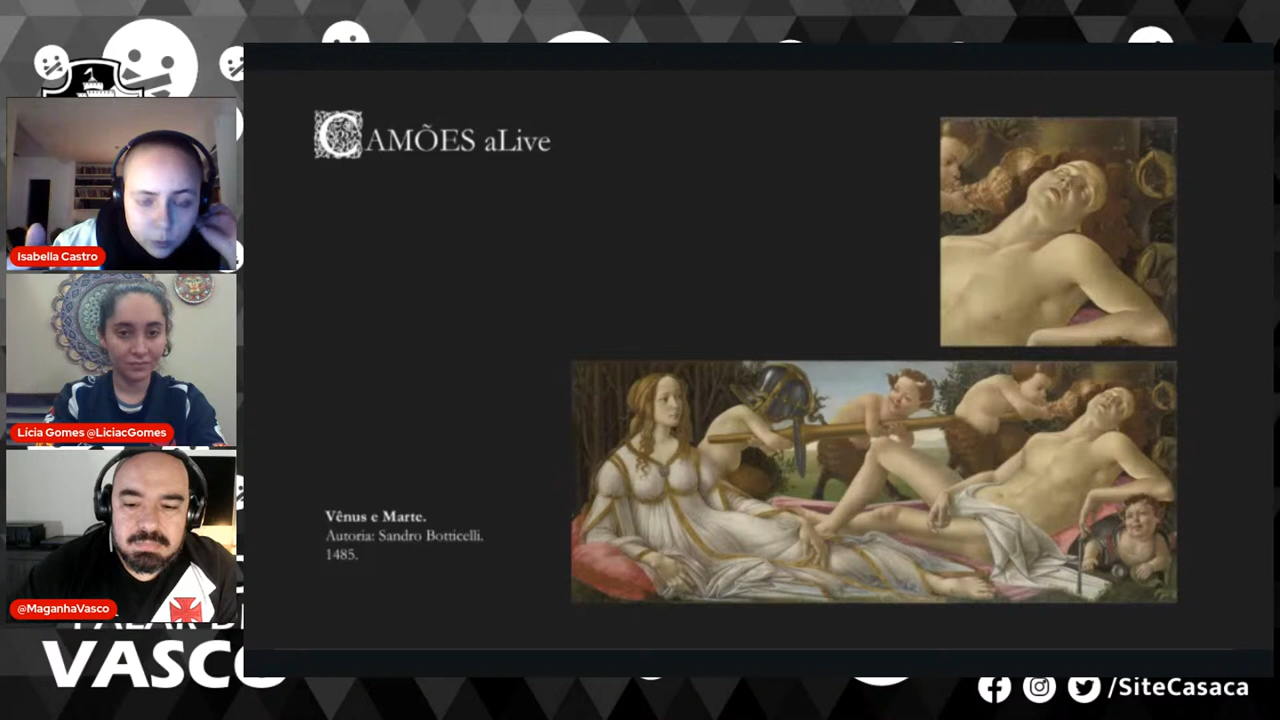 CAMÕES aLive
Isabella Castro
Lícia Gomes @LiciacGomes
@MaganhaVasco
Vênus e Marte.
Autoria: Sandro Botticelli.
1485.
VASCO
/SiteCasaca